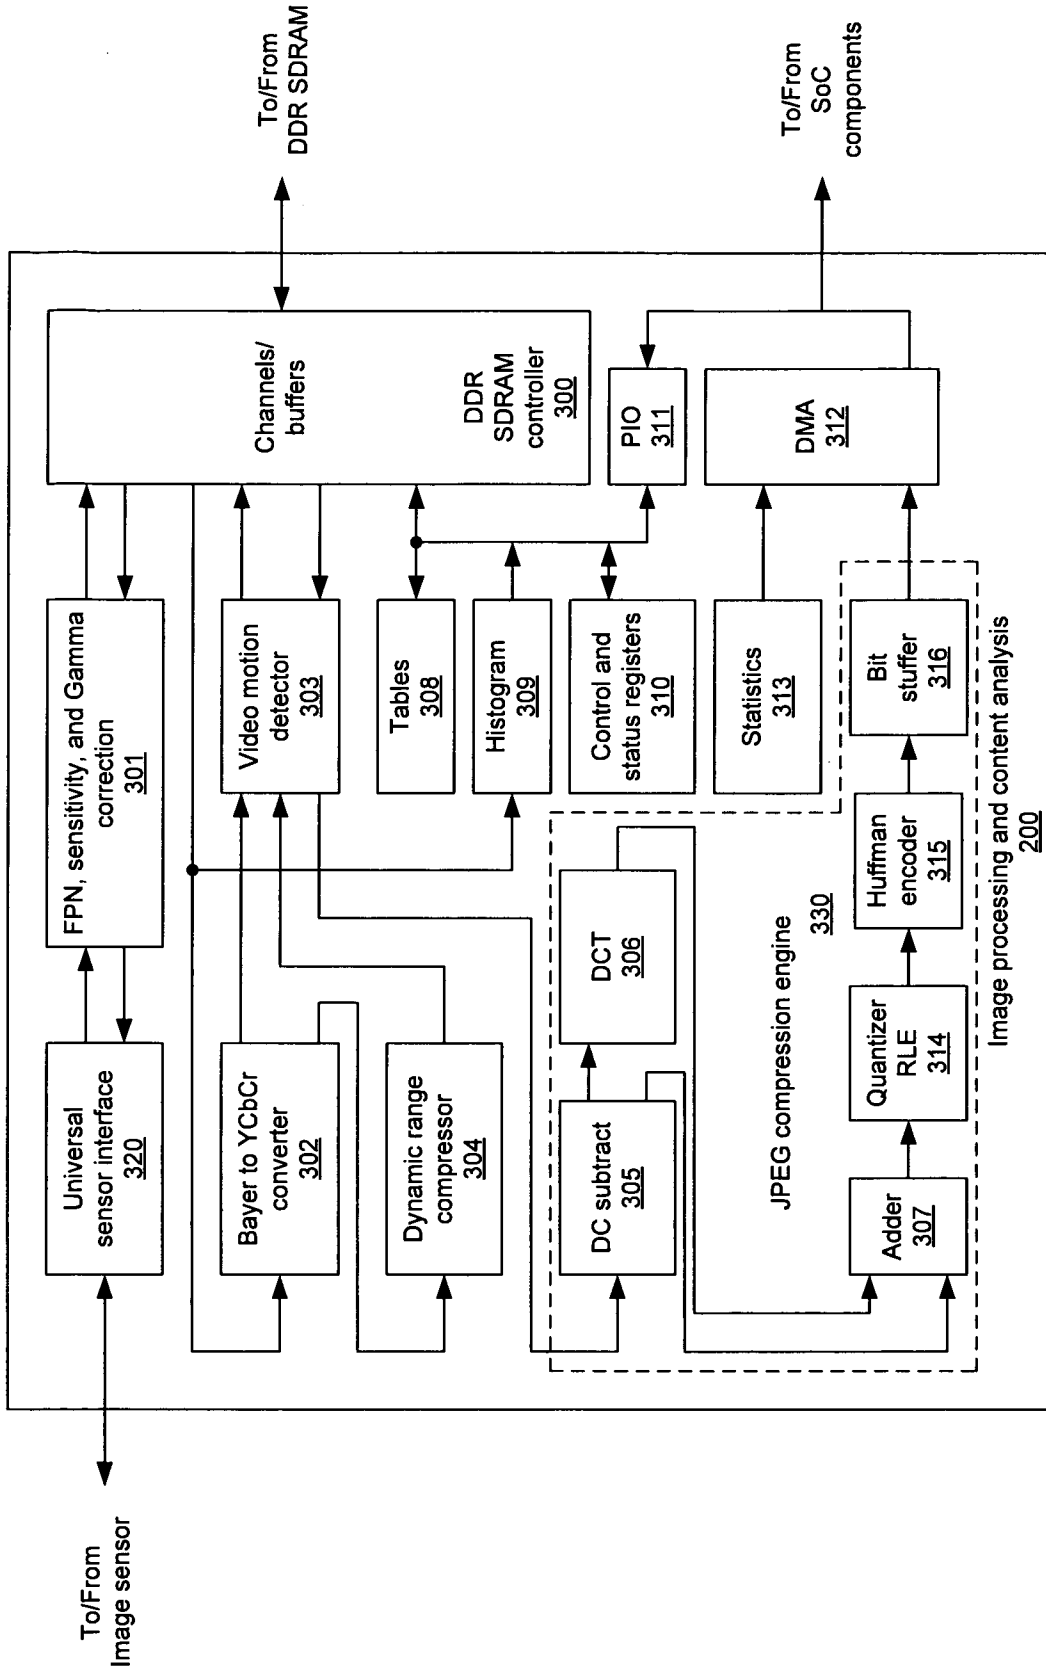 To/From
Image sensor
Universal
sensor interface
320
FPN, sensitivity, and Gamma
correction
301
Channels/
buffers
DDR
SDRAM
controller
300
To/From
DDR SDRAM
Bayer to YCbCr
converter
302
Video motion
detector
303
Dynamic range
compressor
304
Tables
308
Histogram
309
Control and
status registers
310
PIO
311
To/From
SoC
components
DC subtract
305
DCT
306
Statistics
313
DMA
312
JPEG compression engine
330
Adder
307
Quantizer
RLE
314
Huffman
encoder
315
Bit
stuffer
316
Image processing and content analysis
200